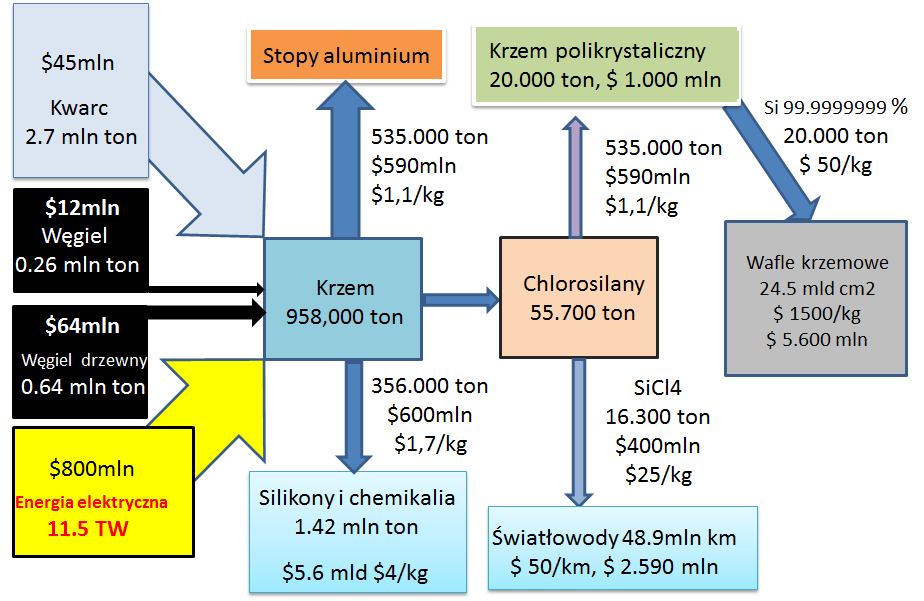 $45mln
Kwarc
2.7 mln ton
$12mln
Węgiel
0.26 mln ton
$64mln
Węgiel drzewny
0.64 mln ton
$800mln
Energia elektryczna
11.5 TW
Stopy aluminium
535.000 ton
$590mln
$1,1/kg
Krzem
958,000 ton
356.000 ton
$600mln
$1,7/kg
Silikony i chemikalia
1.42 mln ton
$5.6 mld $4/kg
Krzem polikrystaliczny
20.000 ton, $ 1.000 mln
535.000 ton
$590mln
$1,1/kg
Chlorosilany
55.700 ton
SiCl4
16.300 ton
$400mln
$25/kg
Światłowody 48.9mln km
$ 50/km, $ 2.590 mln
Si 99.9999999 %
20.000 ton
$ 50/kg
Wafle krzemowe
24.5 mld cm2
$ 1500/kg
$ 5.600 mln